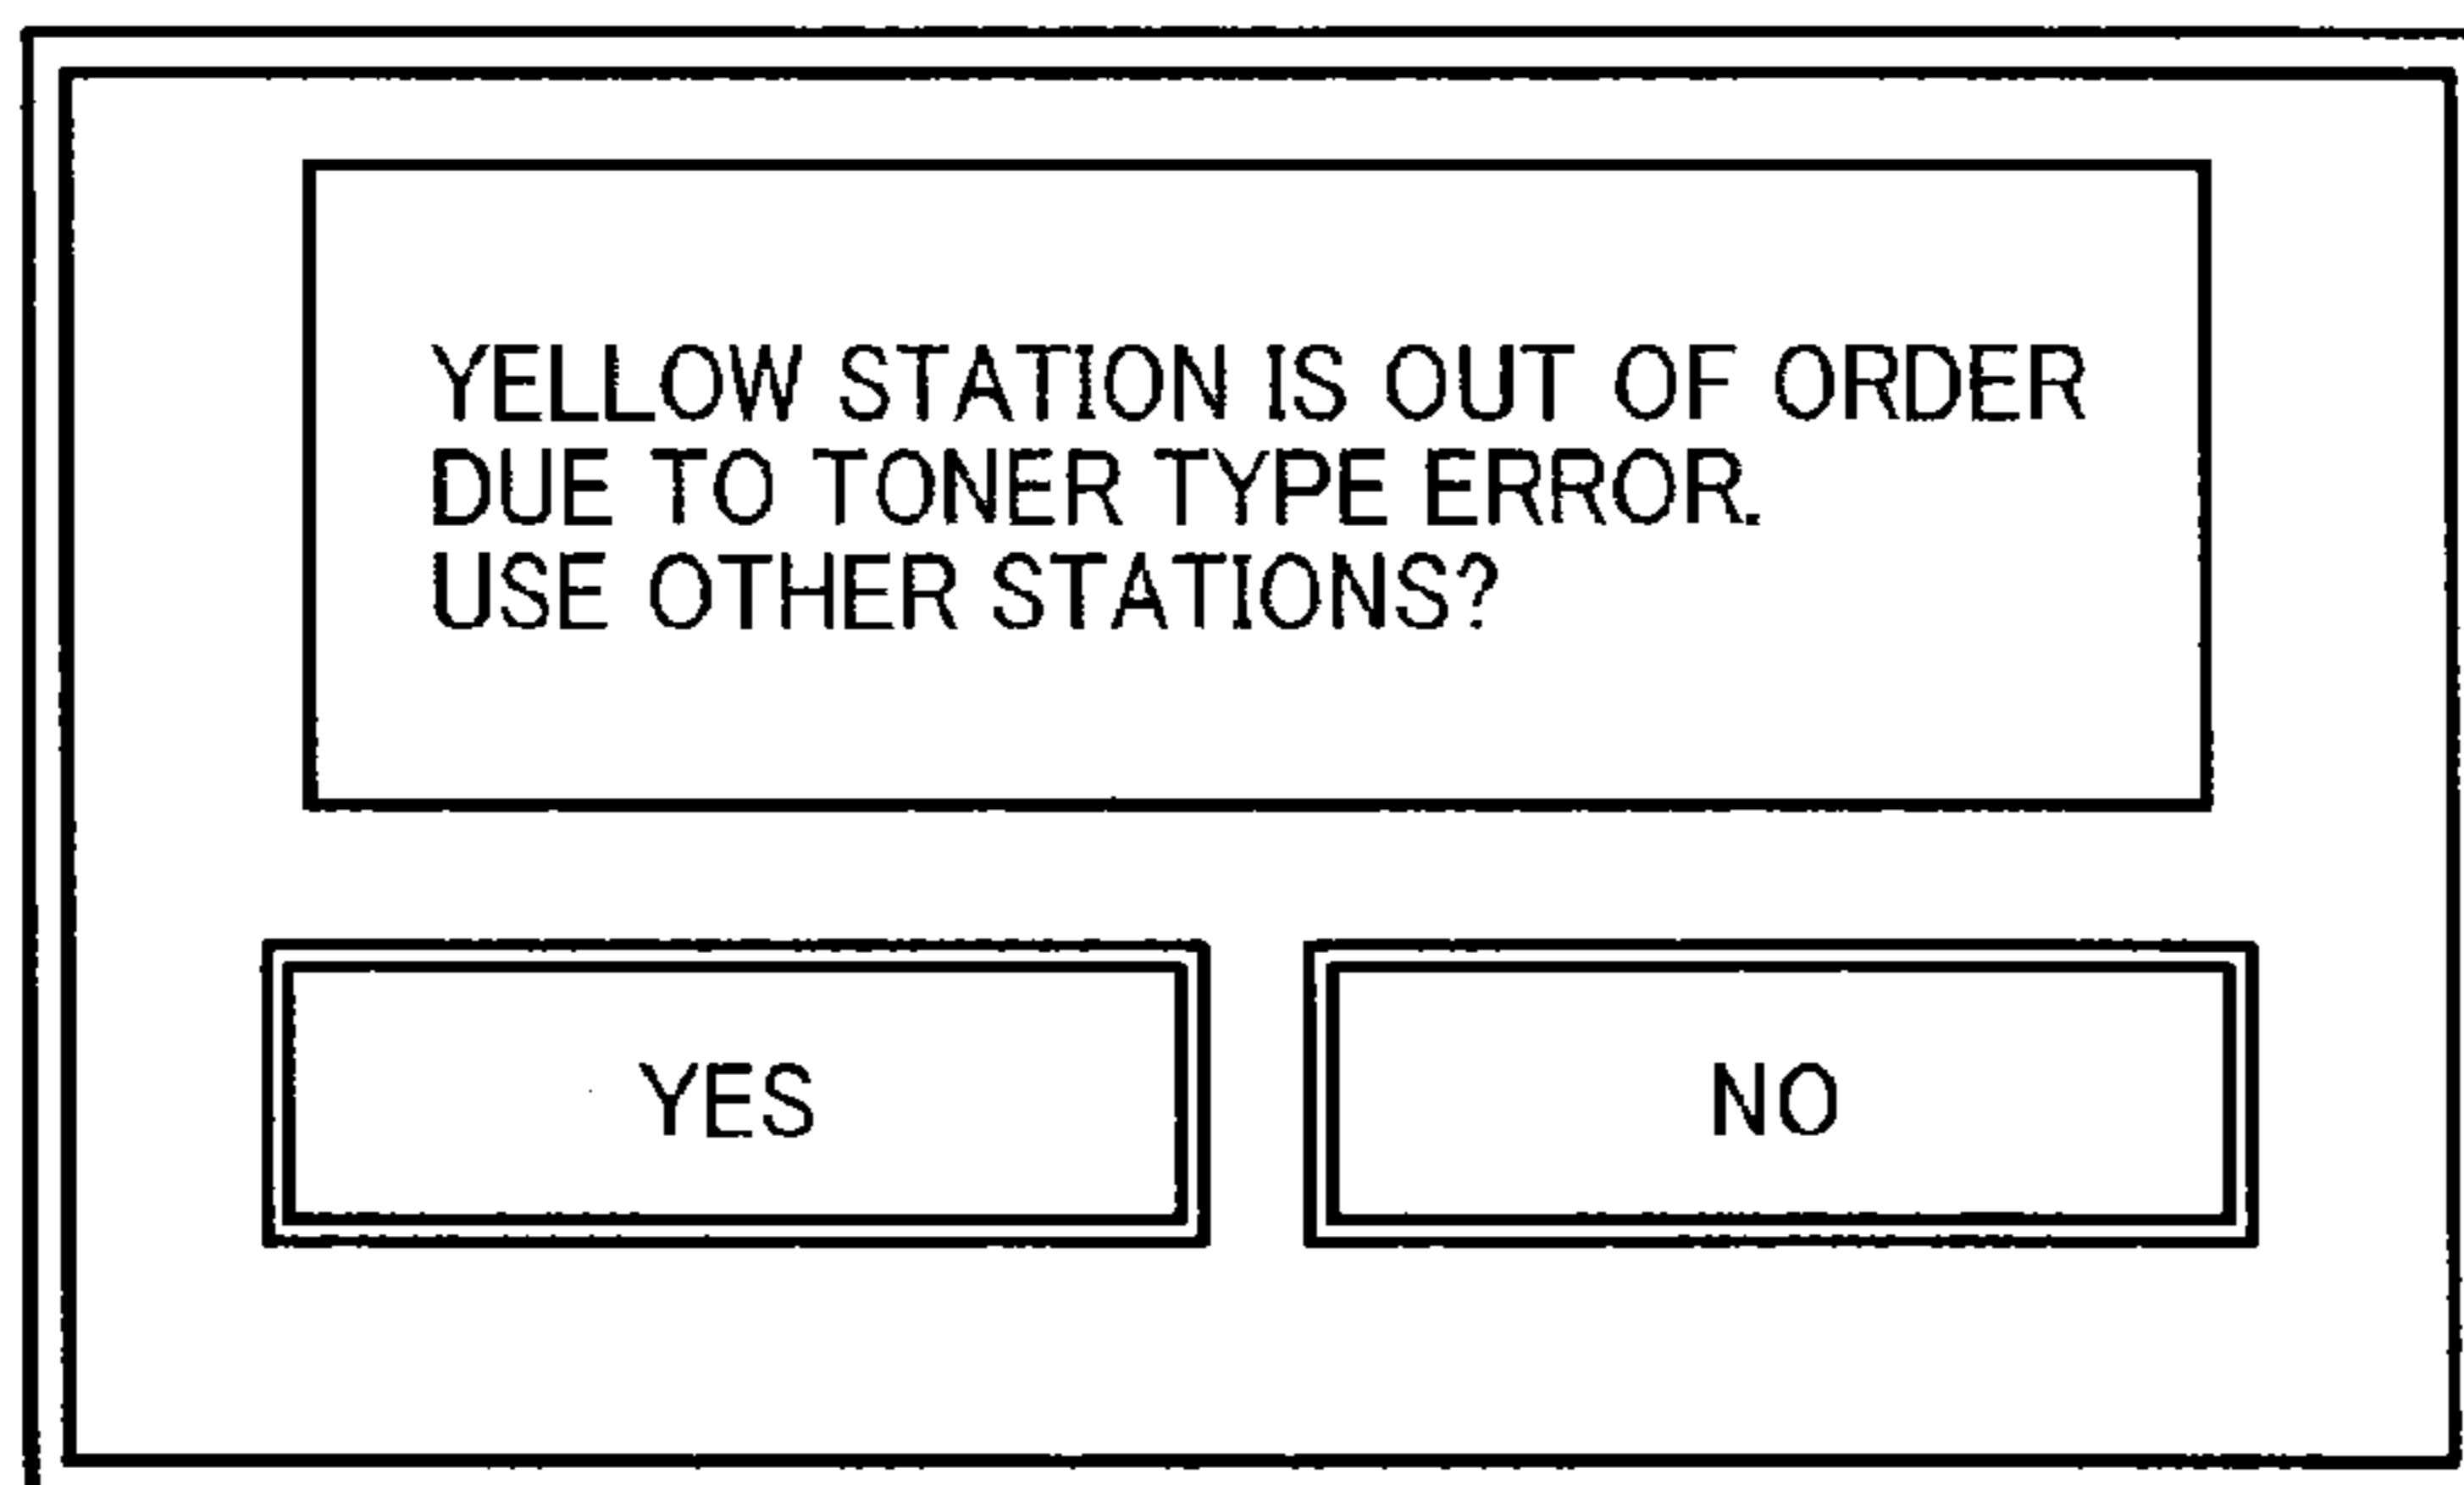 YELLOW STATION IS OUT OF ORDER
DUE TO TONER TYPE ERROR.
USE OTHER STATIONS?
YES
NO